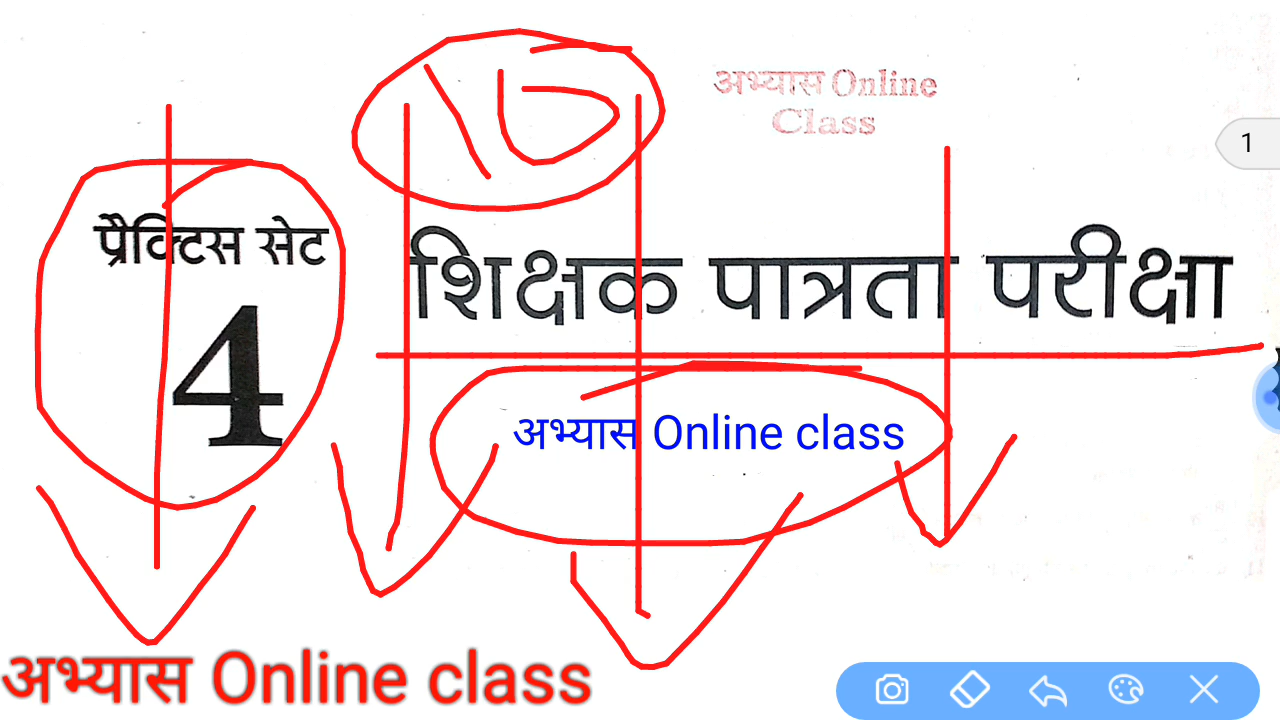 अभ्यास Online
Class
1
प्रैक्टिस सेट
4
शिक्षक पात्रता परीक्षा
अभ्यास Online class
अभ्यास Online class